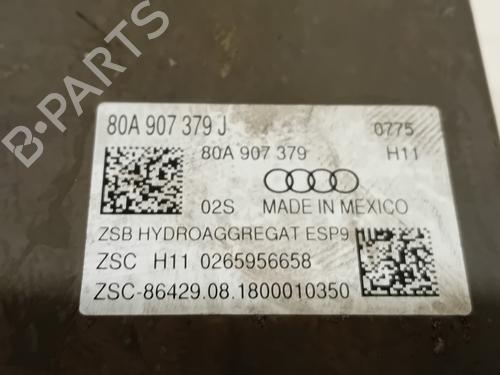 80A 907 379 J 0775
80A 907 379 H11
02S MADE IN MEXICO
ZSB HYDROAGGREGAT ESP9
ZSC H11 0265956658
ZSC-86429.08.1800010350
B-PARTS